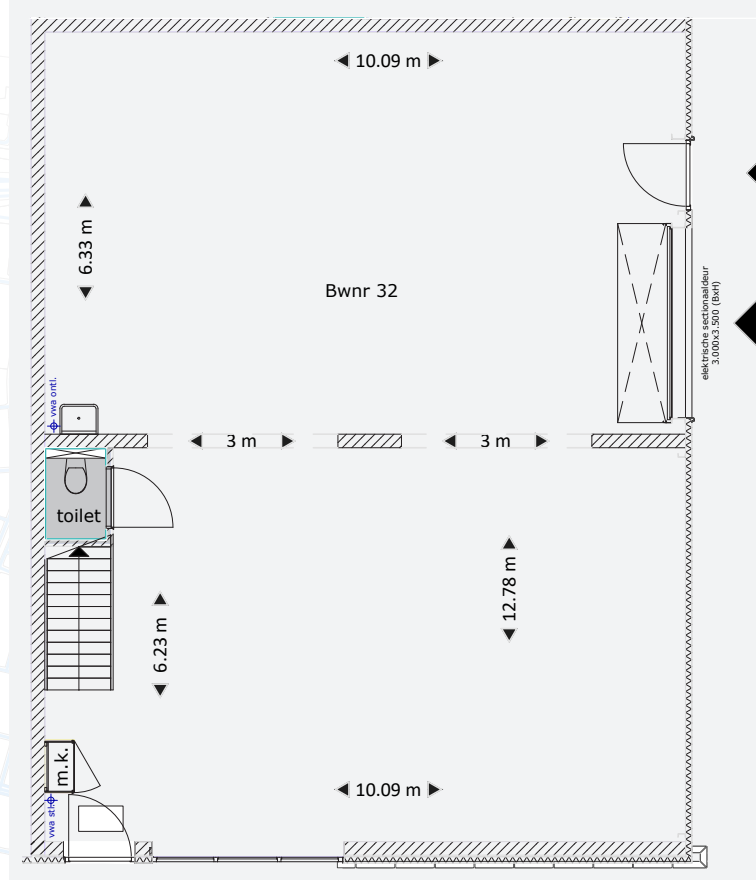 10.09 m
6.33 m
Bwnr 32
elektrische sectionaaldeur
3.000x3.500 (BxH)
vwa ontl.
3 m
3 m
toilet
12.78 m
6.23 m
m.k.
10.09 m
vwa stl.